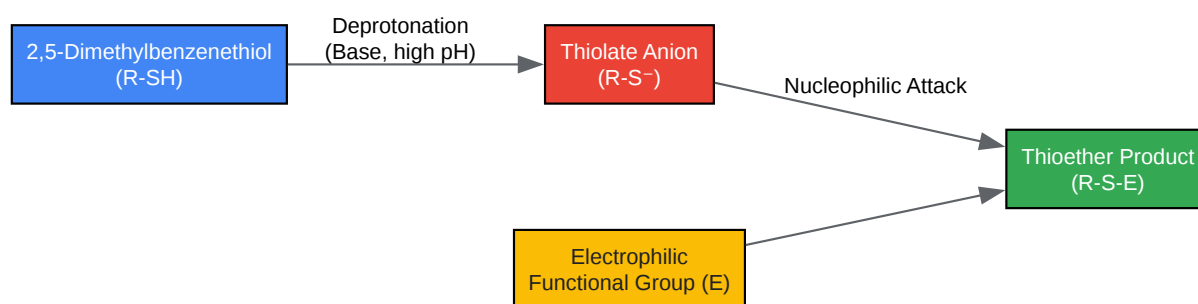 2,5-Dimethylbenzenethiol
(R-SH)
Deprotonation
(Base, high pH)
Thiolate Anion
(R-S⁻)
Nucleophilic Attack
Thioether Product
(R-S-E)
Electrophilic
Functional Group (E)